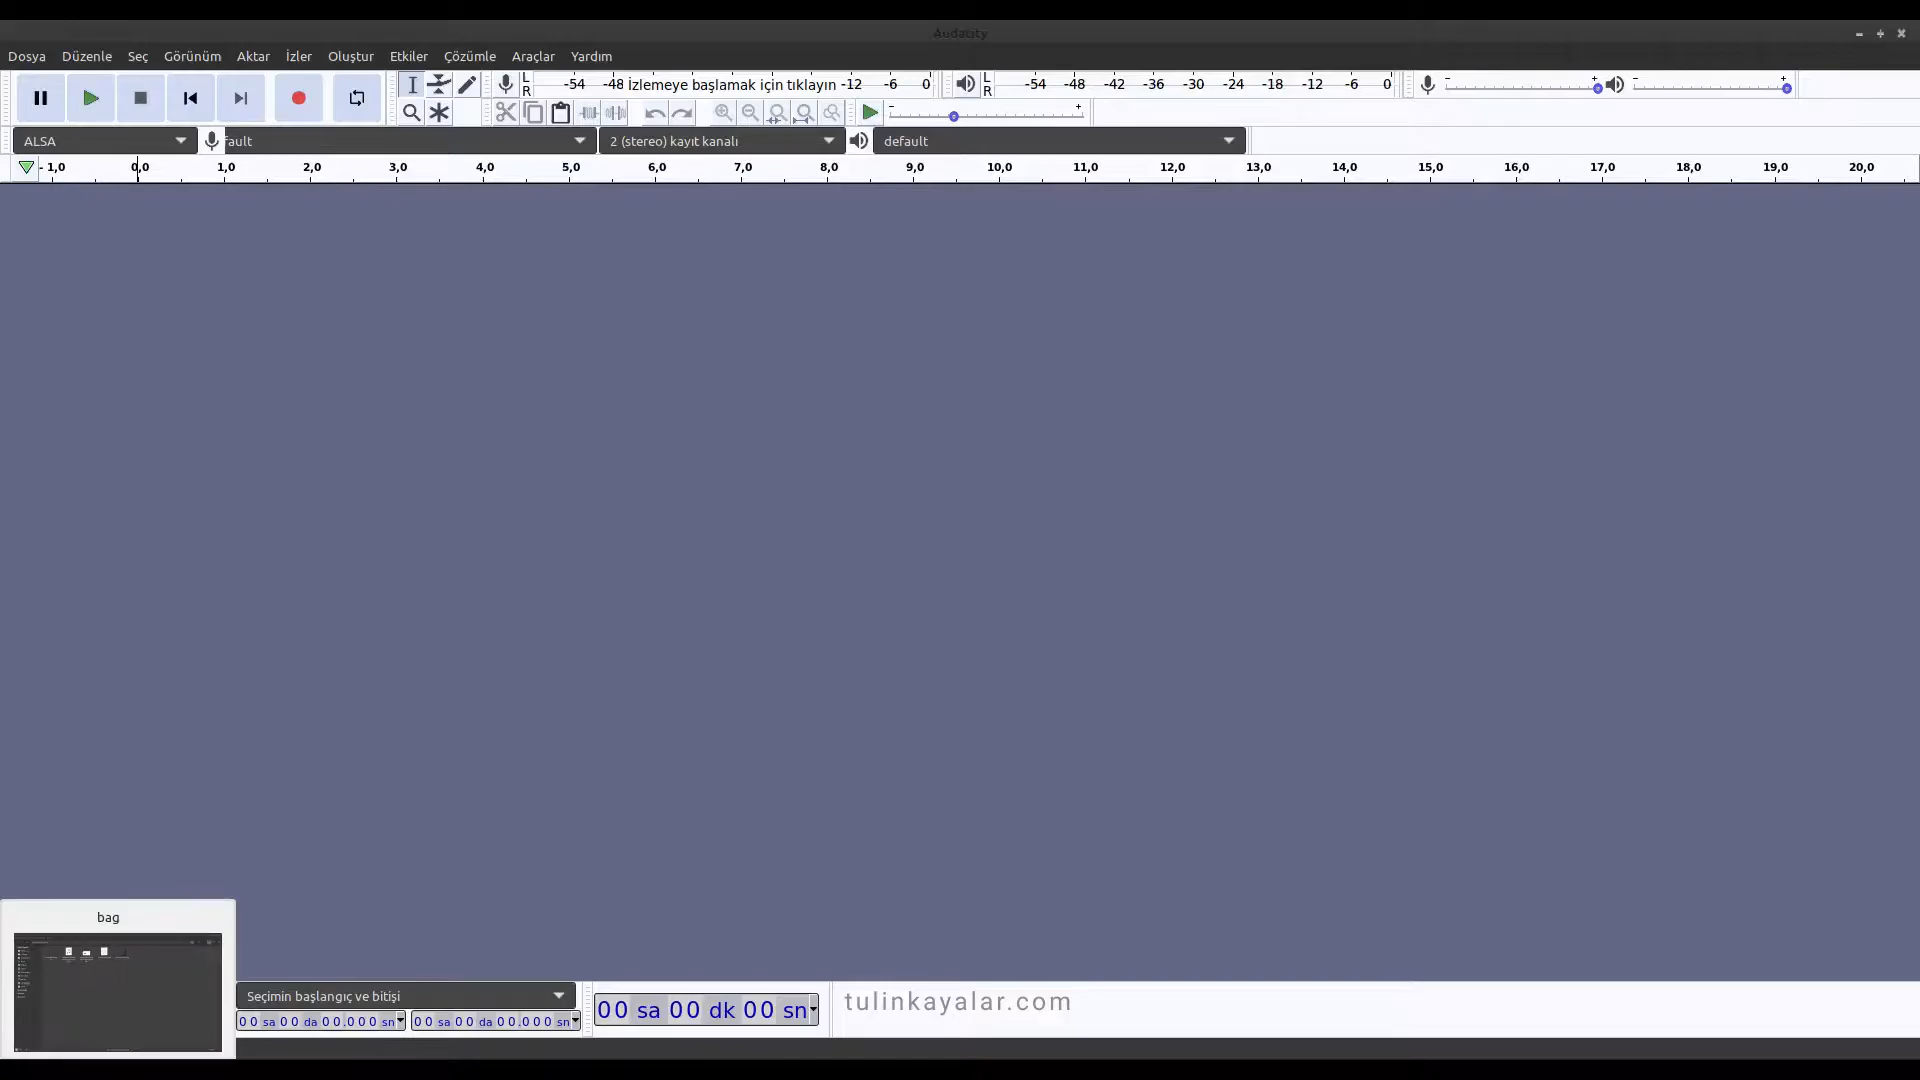 Audacity
Dosya Düzenle Seç Görünüm Aktar İzler Oluştur Etkiler Çözümle Araçlar Yardım
L R -54 -48 İzlemeye başlamak için tıklayın -12 -6 0 L R -54 -48 -42 -36 -30 -24 -18 -12 -6 0 - + - +
- +
ALSA fault 2 (stereo) kayıt kanalı default
- 1,0 0,0 1,0 2,0 3,0 4,0 5,0 6,0 7,0 8,0 9,0 10,0 11,0 12,0 13,0 14,0 15,0 16,0 17,0 18,0 19,0 20,0
bag
Seçimin başlangıç ve bitişi
00 sa 00 da 00.000 sn 00 sa 00 da 00.000 sn
00 sa 00 dk 00 sn
tulinkayalar.com